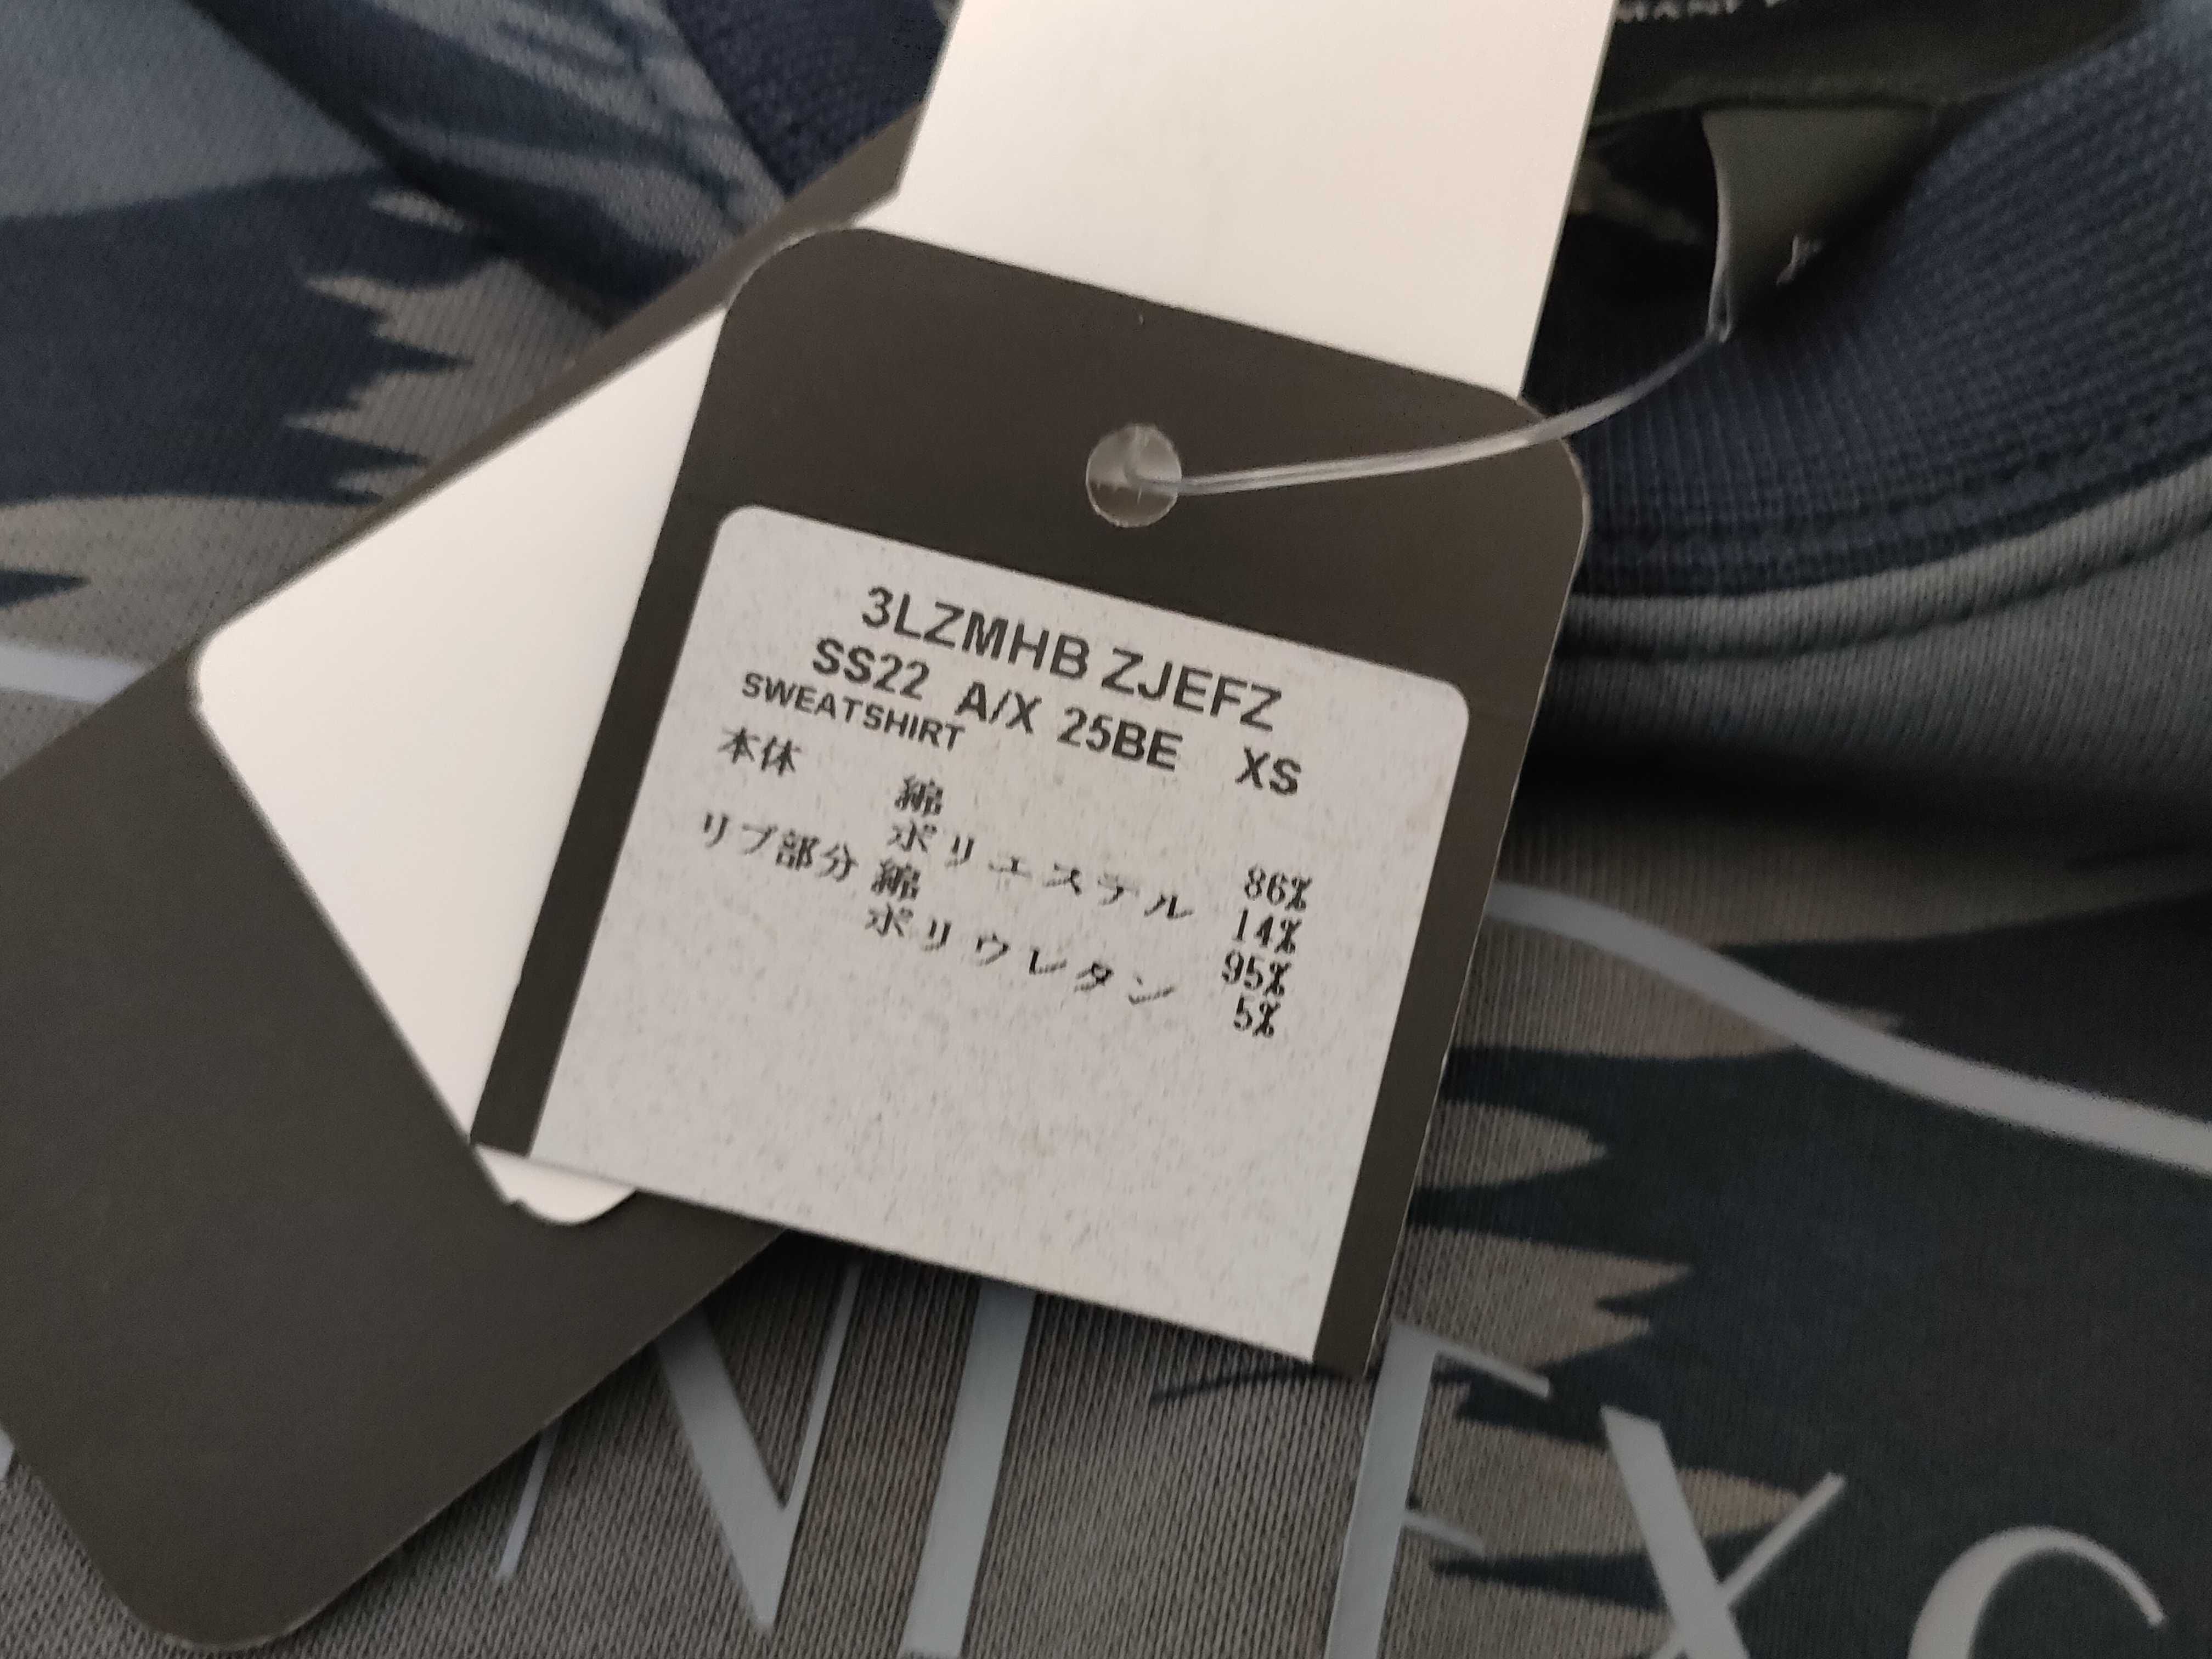 3LZMHB ZJEFZ
SS22 A/X 25BE XS
SWEATSHIRT
本体 綿 86%
ポリエステル 14%
リブ部分 綿 95%
ポリウレタン 5%